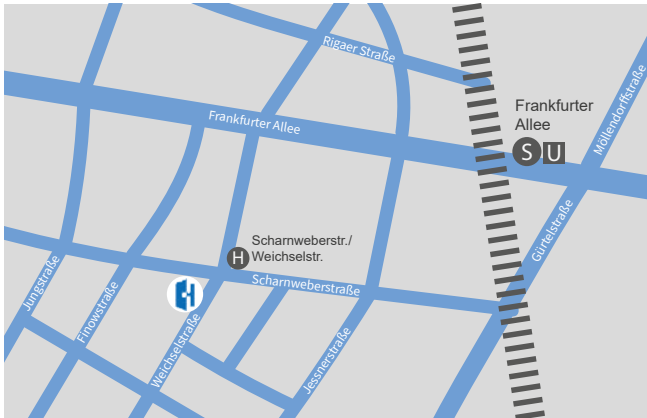 Rigaer Straße
Frankfurter
Allee
S U
Möllendorffstraße
Frankfurter Allee
Gürtelstraße
H
Scharnweberstr./
Weichselstr.
Scharnweberstraße
Jungstraße
Finowstraße
Weichselstraße
Jessnerstraße